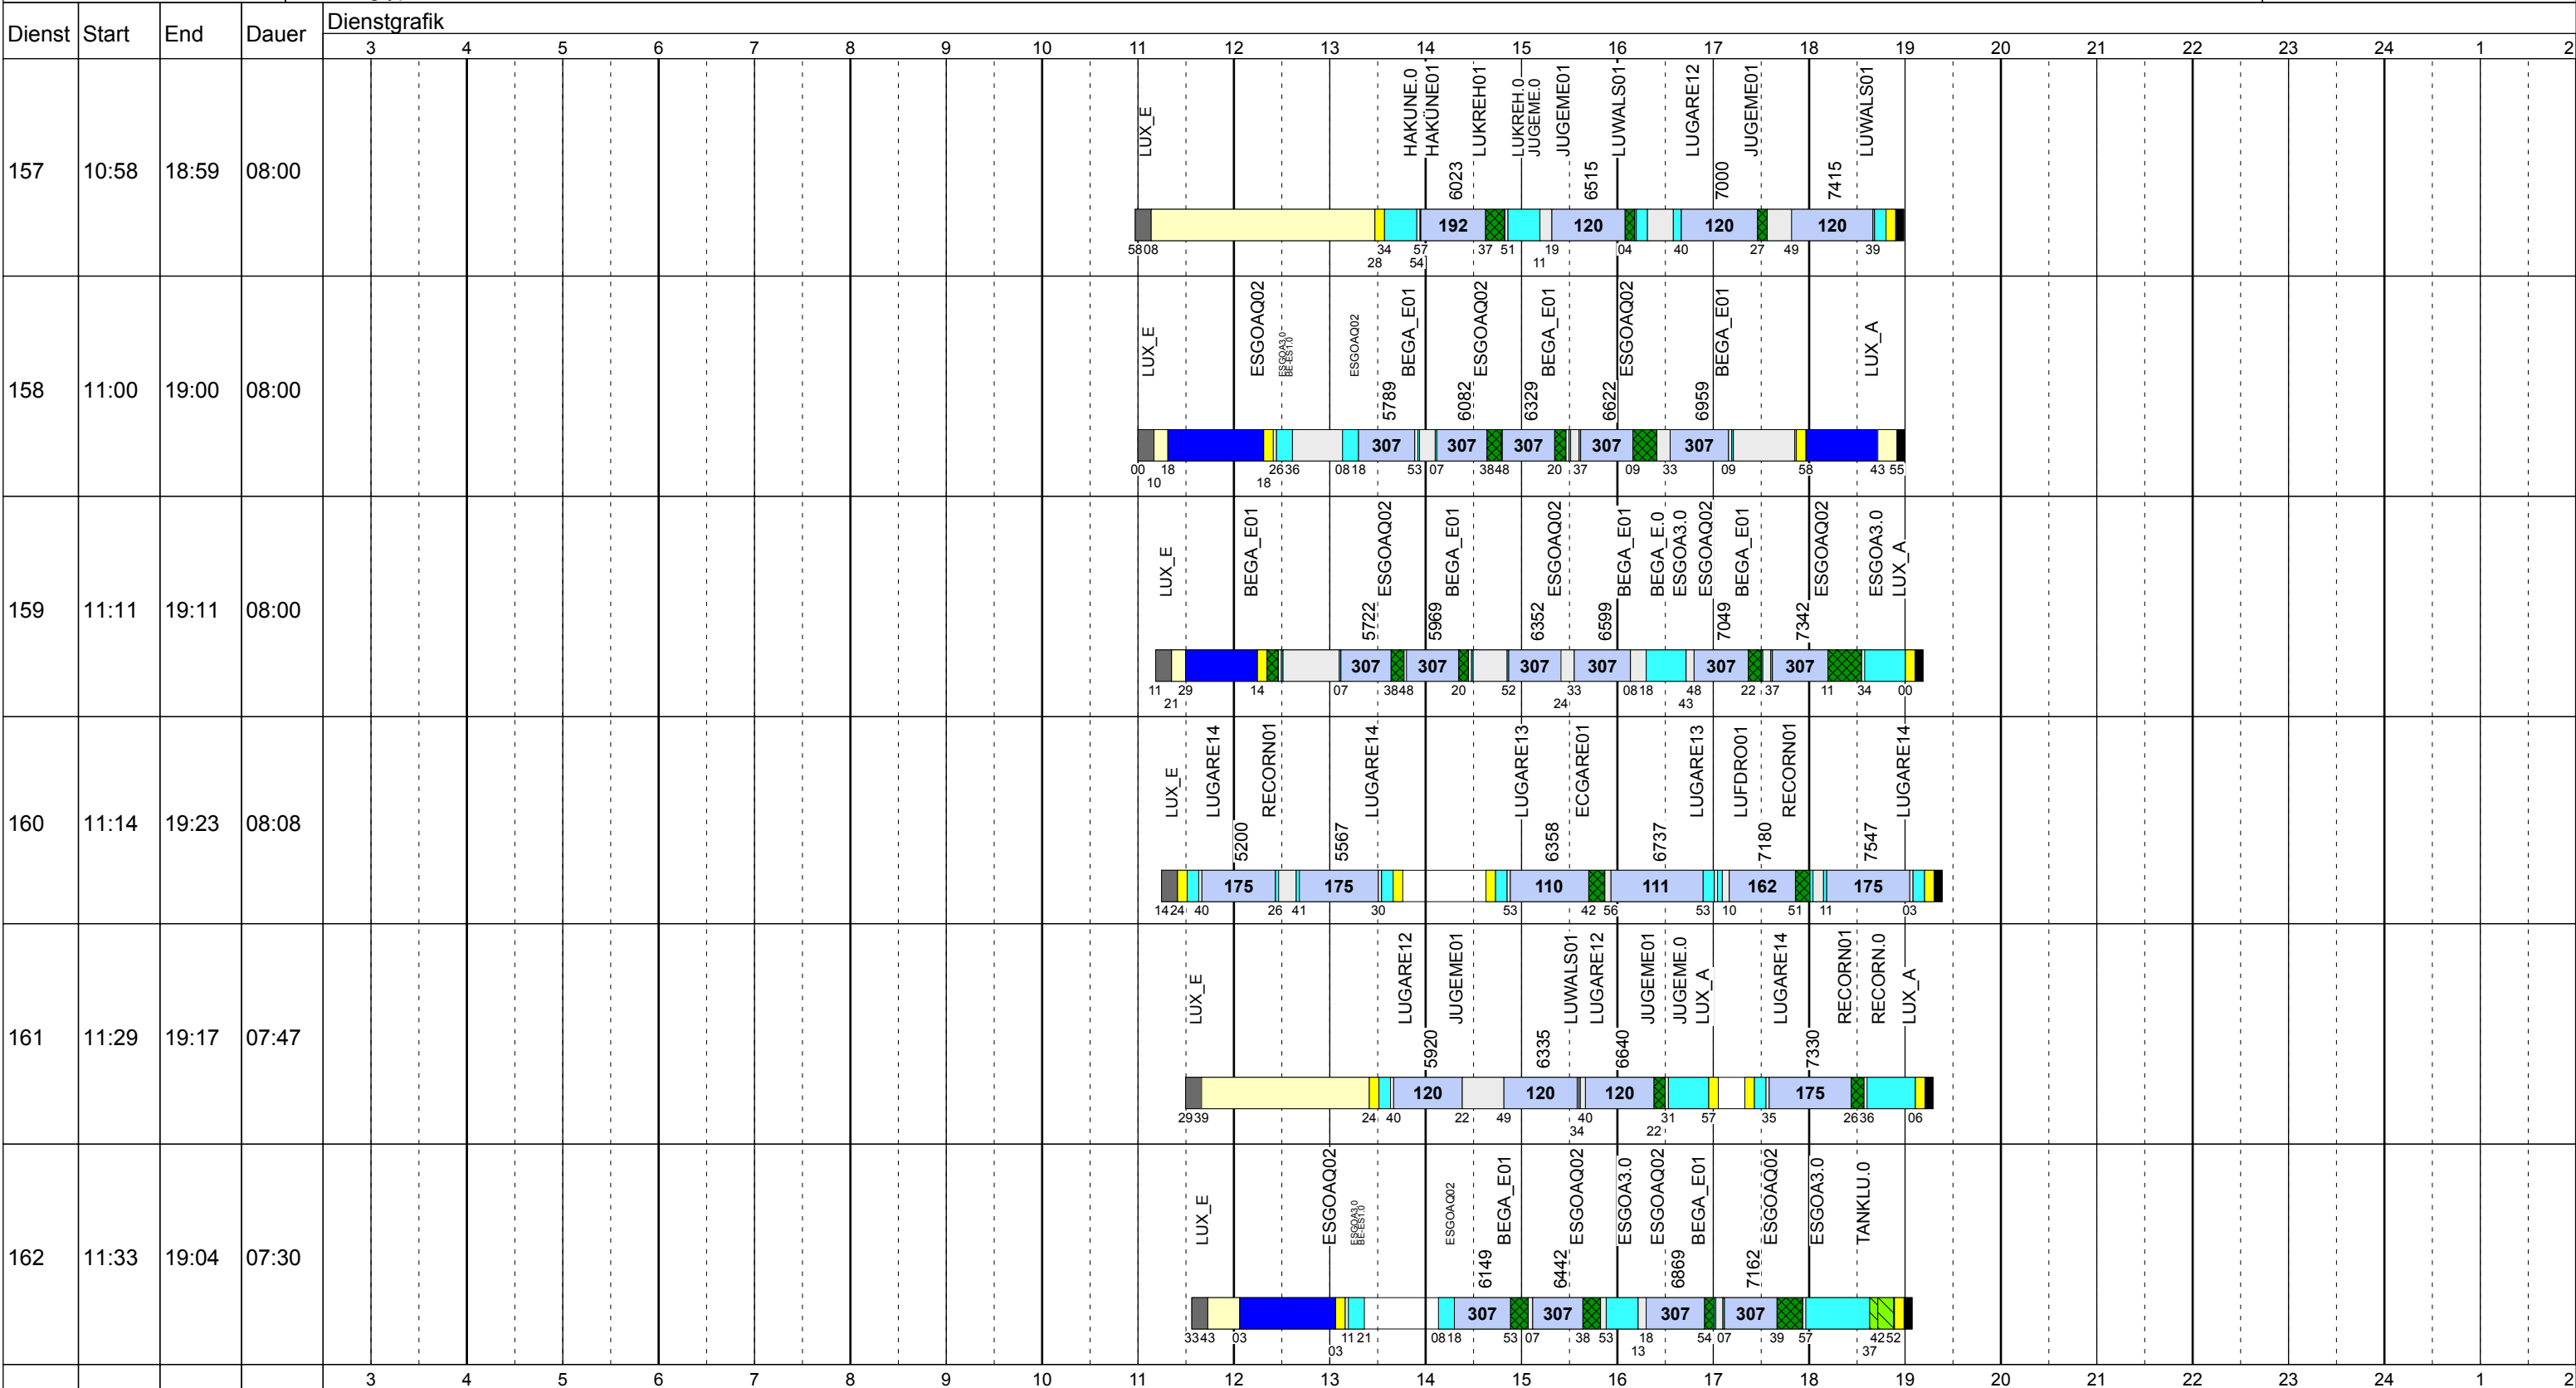 Dienst Start End Dauer Dienstgrafik
3 4 5 6 7 8 9 10 11 12 13 14 15 16 17 18 19 20 21 22 23 24 1 2
157 10:58 18:59 08:00
LUX_E HAKÜNE.0 HAKÜNE01 LUKREH01 LUKREH.0 JUGEME.0 JUGEME01 LUWALS01 LUGARE12 JUGEME01 LUWALS01
6023 6515 7000 7415
192 120 120 120
58 08 34 57 37 51 19 04 40 27 49 39
28 54 11
158 11:00 19:00 08:00
LUX_E ESGOAQ02 ESGOA3.0 BE-ES1.0 ESGOAQ02 BEGA_E01 ESGOAQ02 BEGA_E01 ESGOAQ02 BEGA_E01 LUX_A
5789 6082 6329 6622 6959
307 307 307 307 307
00 18 26 36 08 18 53 07 38 48 20 37 09 33 09 58 43 55
10 18
159 11:11 19:11 08:00
LUX_E BEGA_E01 ESGOAQ02 BEGA_E01 ESGOAQ02 BEGA_E01 BEGA_E.0 ESGOA3.0 ESGOAQ02 BEGA_E01 ESGOAQ02 ESGOA3.0 LUX_A
5722 5969 6352 6599 7049 7342
307 307 307 307 307 307
11 29 14 07 38 48 20 52 33 08 18 48 22 37 11 34 00
21 24 43
160 11:14 19:23 08:08
LUX_E LUGARE14 RECORN01 LUGARE14 LUGARE13 ECGARE01 LUGARE13 LUFDRO01 RECORN01 LUGARE14
5200 5567 6358 6737 7180 7547
175 175 110 111 162 175
14 24 40 26 41 30 53 42 56 53 10 51 11 03
161 11:29 19:17 07:47
LUX_E LUGARE12 JUGEME01 LUWALS01 LUGARE12 JUGEME01 JUGEME.0 LUX_A LUGARE14 RECORN01 RECORN.0 LUX_A
5920 6335 6640 7330
120 120 120 175
29 39 24 40 22 49 40 31 57 35 26 36 06
34 22
162 11:33 19:04 07:30
LUX_E ESGOAQ02 ESGOA3.0 BE-ES1.0 ESGOAQ02 BEGA_E01 ESGOAQ02 ESGOA3.0 ESGOAQ02 BEGA_E01 ESGOAQ02 ESGOA3.0 TANKLU.0
6149 6442 6869 7162
307 307 307 307
33 43 03 11 21 08 18 53 07 38 53 18 54 07 39 57 42 52
03 13 37
3 4 5 6 7 8 9 10 11 12 13 14 15 16 17 18 19 20 21 22 23 24 1 2